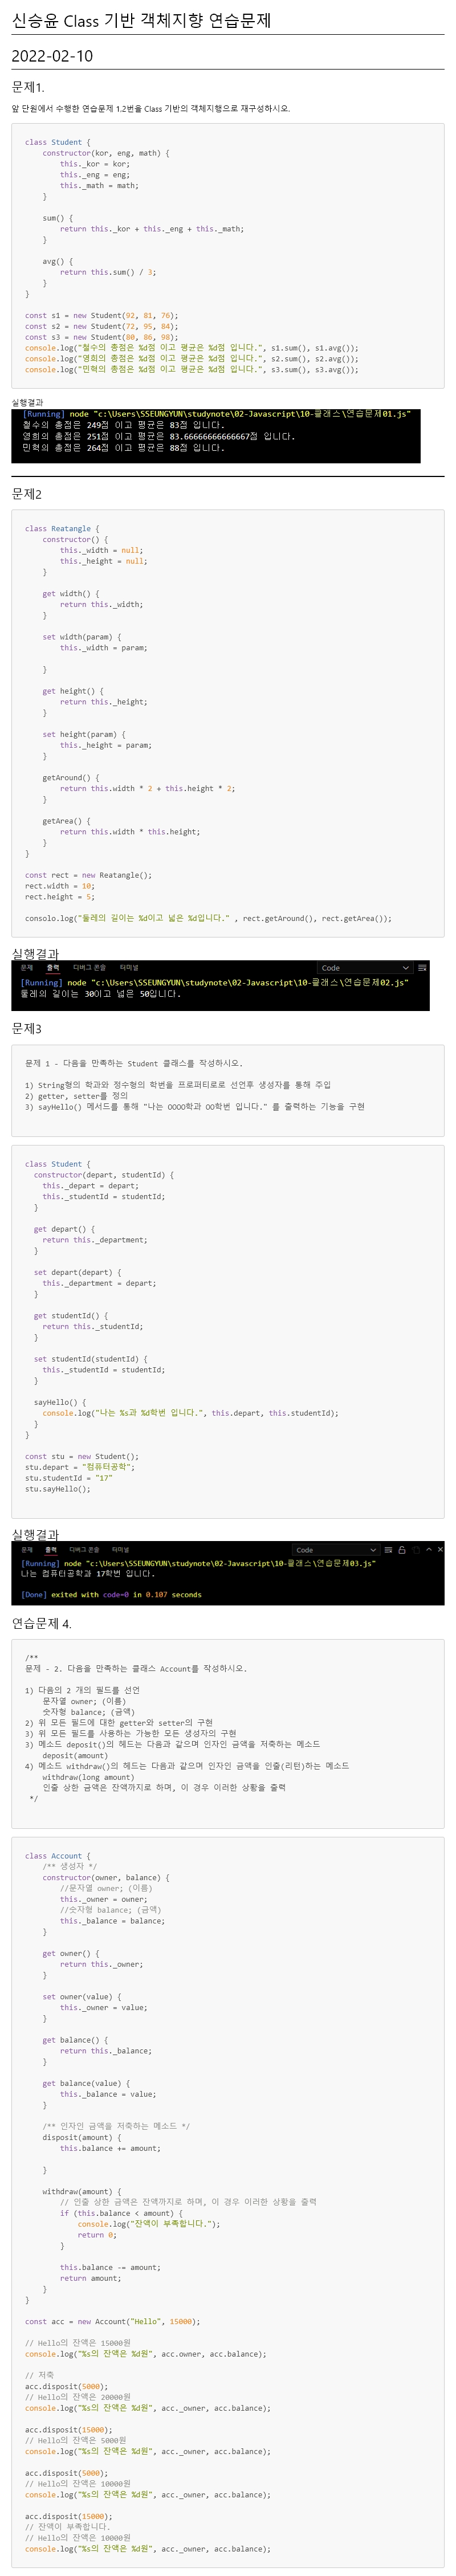 신승윤 Class 기반 객체지향 연습문제
2022-02-10
문제1.
앞 단원에서 수행한 연습문제 1,2번을 Class 기반의 객체지행으로 재구성하시오.
class Student {
    constructor(kor, eng, math) {
        this._kor = kor;
        this._eng = eng;
        this._math = math;
    }

    sum() {
        return this._kor + this._eng + this._math;
    }

    avg() {
        return this.sum() / 3;
    }
}

const s1 = new Student(92, 81, 76);
const s2 = new Student(72, 95, 84);
const s3 = new Student(80, 86, 98);
console.log("철수의 총점은 %d점 이고 평균은 %d점 입니다.", s1.sum(), s1.avg());
console.log("영희의 총점은 %d점 이고 평균은 %d점 입니다.", s2.sum(), s2.avg());
console.log("민혁의 총점은 %d점 이고 평균은 %d점 입니다.", s3.sum(), s3.avg());
실행결과
[Running] node "c:\Users\SSEUNGYUN\studynote\02-Javascript\10-클래스\연습문제01.js"
철수의 총점은 249점 이고 평균은 83점 입니다.
영희의 총점은 251점 이고 평균은 83.66666666666667점 입니다.
민혁의 총점은 264점 이고 평균은 88점 입니다.
문제2
class Reatangle {
    constructor() {
        this._width = null;
        this._height = null;
    }

    get width() {
        return this._width;
    }

    set width(param) {
        this._width = param;

    }

    get height() {
        return this._height;
    }

    set height(param) {
        this._height = param;
    }

    getAround() {
        return this.width * 2 + this.height * 2;
    }

    getArea() {
        return this.width * this.height;
    }
}

const rect = new Reatangle();
rect.width = 10;
rect.height = 5;

consolo.log("둘레의 길이는 %d이고 넓은 %d입니다." , rect.getAround(), rect.getArea());
실행결과
문제 출력 디버그 콘솔 터미널 Code
[Running] node "c:\Users\SSEUNGYUN\studynote\02-Javascript\10-클래스\연습문제02.js"
둘레의 길이는 30이고 넓은 50입니다.
문제3
문제 1 - 다음을 만족하는 Student 클래스를 작성하시오.

1) String형의 학과와 정수형의 학번을 프로퍼티로로 선언후 생성자를 통해 주입
2) getter, setter를 정의
3) sayHello() 메서드를 통해 "나는 OOOO학과 OO학번 입니다." 를 출력하는 기능을 구현
class Student {
  constructor(depart, studentId) {
    this._depart = depart;
    this._studentId = studentId;
  }

  get depart() {
    return this._department;
  }

  set depart(depart) {
    this._department = depart;
  }

  get studentId() {
    return this._studentId;
  }

  set studentId(studentId) {
    this._studentId = studentId;
  }

  sayHello() {
    console.log("나는 %s과 %d학번 입니다.", this.depart, this.studentId);
  }
}

const stu = new Student();
stu.depart = "컴퓨터공학";
stu.studentId = "17"
stu.sayHello();
실행결과
문제 출력 디버그 콘솔 터미널 Code
[Running] node "c:\Users\SSEUNGYUN\studynote\02-Javascript\10-클래스\연습문제03.js"
나는 컴퓨터공학과 17학번 입니다.

[Done] exited with code=0 in 0.107 seconds
연습문제 4.
/**
문제 - 2. 다음을 만족하는 클래스 Account를 작성하시오.

1) 다음의 2 개의 필드를 선언
    문자열 owner; (이름)
    숫자형 balance; (금액)
2) 위 모든 필드에 대한 getter와 setter의 구현
3) 위 모든 필드를 사용하는 가능한 모든 생성자의 구현
3) 메소드 deposit()의 헤드는 다음과 같으며 인자인 금액을 저축하는 메소드
    deposit(amount)
4) 메소드 withdraw()의 헤드는 다음과 같으며 인자인 금액을 인출(리턴)하는 메소드
    withdraw(long amount)
    인출 상한 금액은 잔액까지로 하며, 이 경우 이러한 상황을 출력
 */
class Account {
    /** 생성자 */
    constructor(owner, balance) {
        //문자열 owner; (이름)
        this._owner = owner;
        //숫자형 balance; (금액)
        this._balance = balance;
    }

    get owner() {
        return this._owner;
    }

    set owner(value) {
        this._owner = value;
    }

    get balance() {
        return this._balance;
    }

    get balance(value) {
        this._balance = value;
    }

    /** 인자인 금액을 저축하는 메소드 */
    disposit(amount) {
        this.balance += amount;

    }

    withdraw(amount) {
        // 인출 상한 금액은 잔액까지로 하며, 이 경우 이러한 상황을 출력
        if (this.balance < amount) {
            console.log("잔액이 부족합니다.");
            return 0;
        }

        this.balance -= amount;
        return amount;
    }
}

const acc = new Account("Hello", 15000);

// Hello의 잔액은 15000원
console.log("%s의 잔액은 %d원", acc.owner, acc.balance);

// 저축
acc.disposit(5000);
// Hello의 잔액은 20000원
console.log("%s의 잔액은 %d원", acc._owner, acc.balance);

acc.disposit(15000);
// Hello의 잔액은 5000원
console.log("%s의 잔액은 %d원", acc._owner, acc.balance);

acc.disposit(5000);
// Hello의 잔액은 10000원
console.log("%s의 잔액은 %d원", acc._owner, acc.balance);

acc.disposit(15000);
// 잔액이 부족합니다.
// Hello의 잔액은 10000원
console.log("%s의 잔액은 %d원", acc._owner, acc.balance);